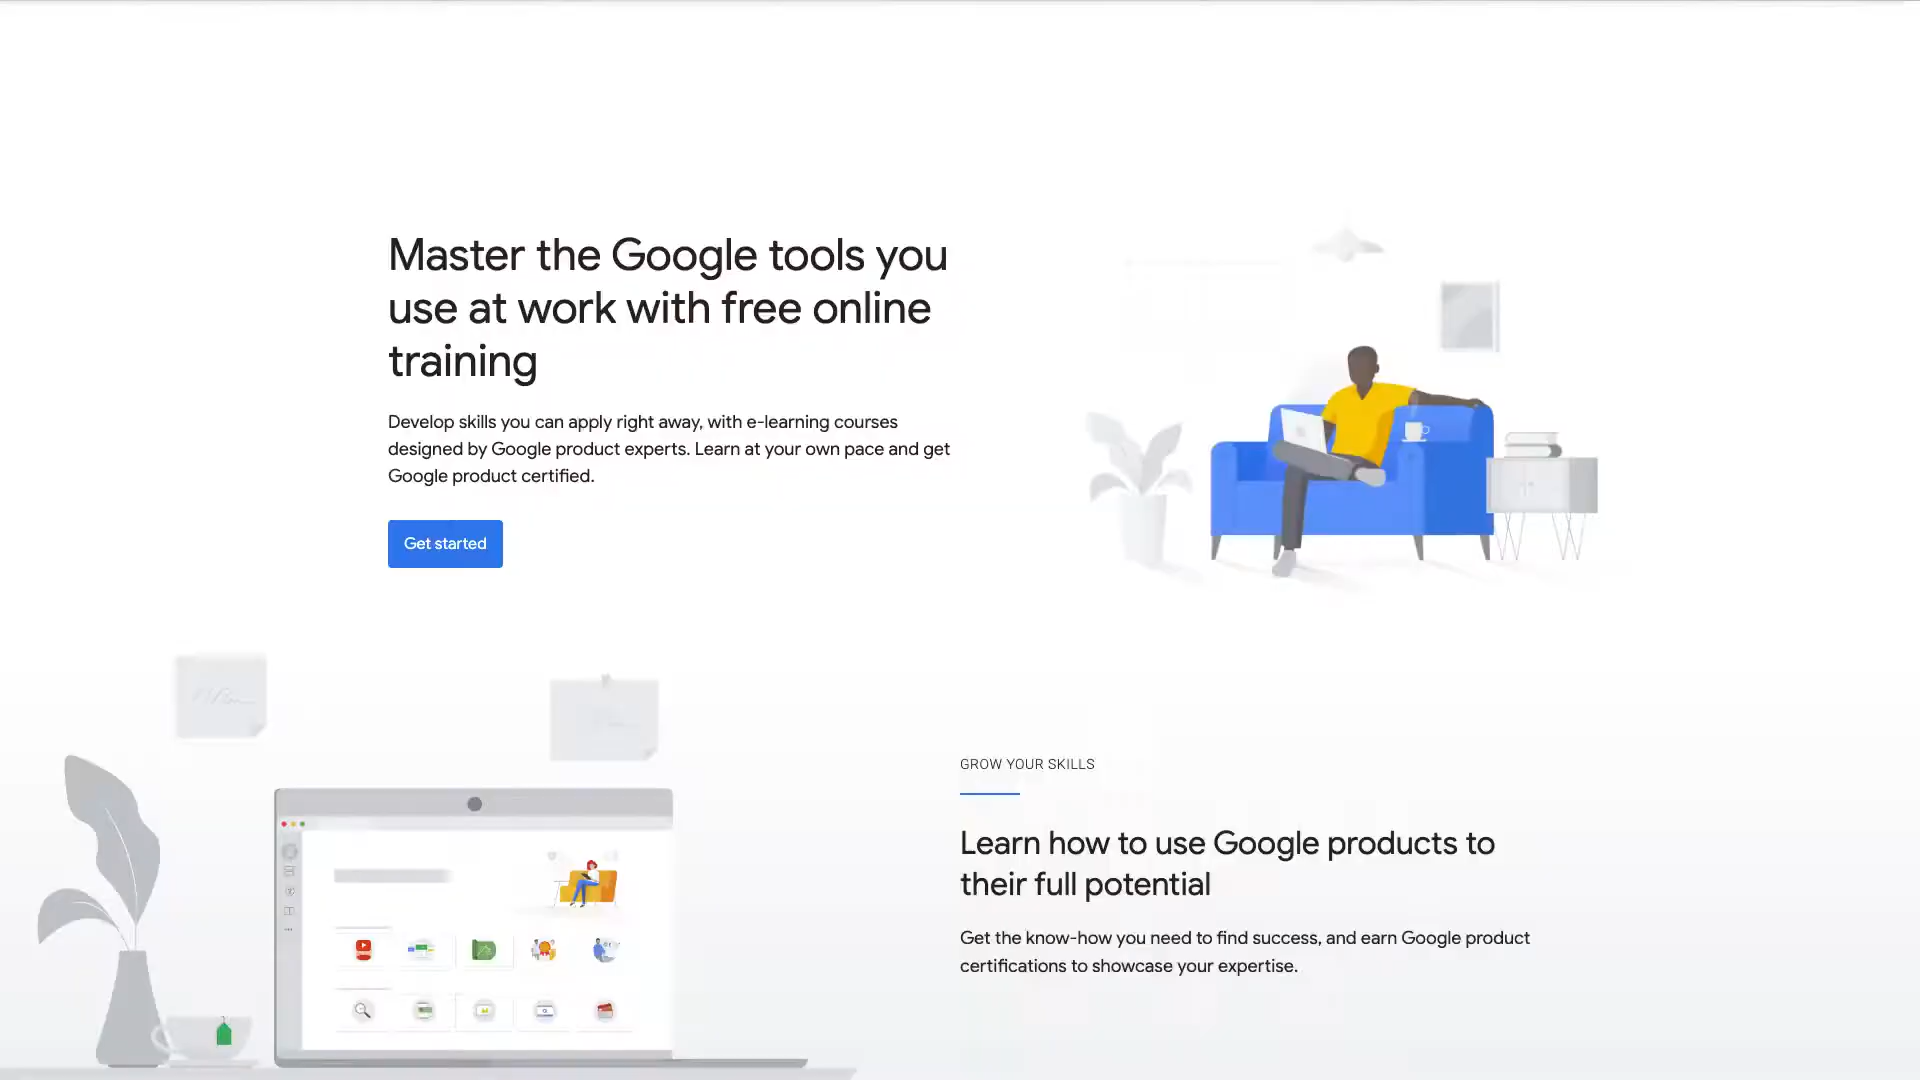 Master the Google tools you
use at work with free online
training
Develop skills you can apply right away, with e-learning courses
designed by Google product experts. Learn at your own pace and get
Google product certified.
Get started
GROW YOUR SKILLS
Learn how to use Google products to
their full potential
Get the know-how you need to find success, and earn Google product
certifications to showcase your expertise.